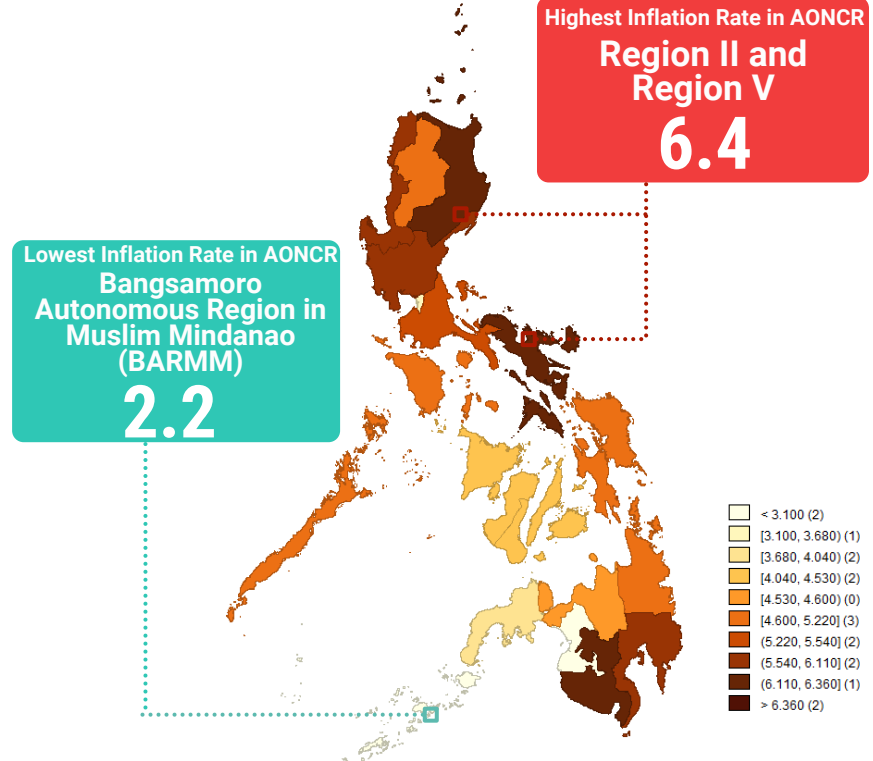 Highest Inflation Rate in AONCR
Region II and
Region V
6.4
Lowest Inflation Rate in AONCR
Bangsamoro
Autonomous Region in
Muslim Mindanao
(BARMM)
2.2
< 3.100 (2)
[3.100, 3.680) (1)
[3.680, 4.040) (2)
[4.040, 4.530) (2)
[4.530, 4.600) (0)
[4.600, 5.220] (3)
(5.220, 5.540] (2)
(5.540, 6.110] (2)
(6.110, 6.360] (1)
> 6.360 (2)